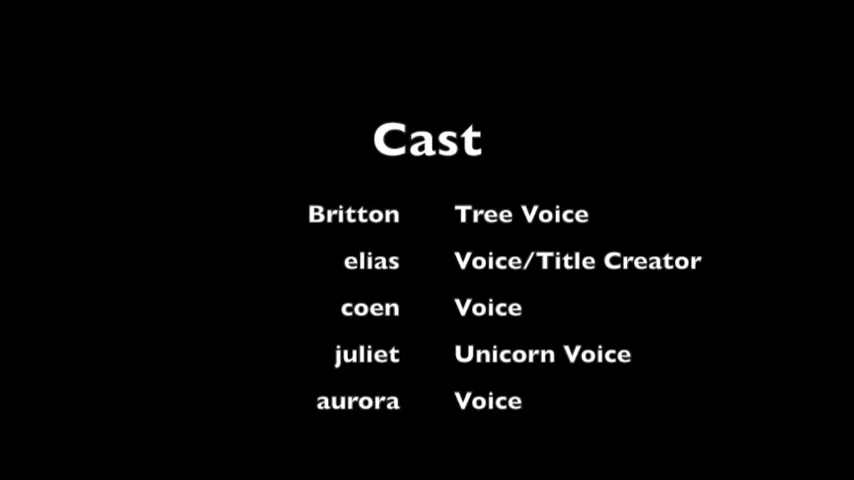 Cast
Britton Tree Voice
elias Voice/Title Creator
coen Voice
juliet Unicorn Voice
aurora Voice